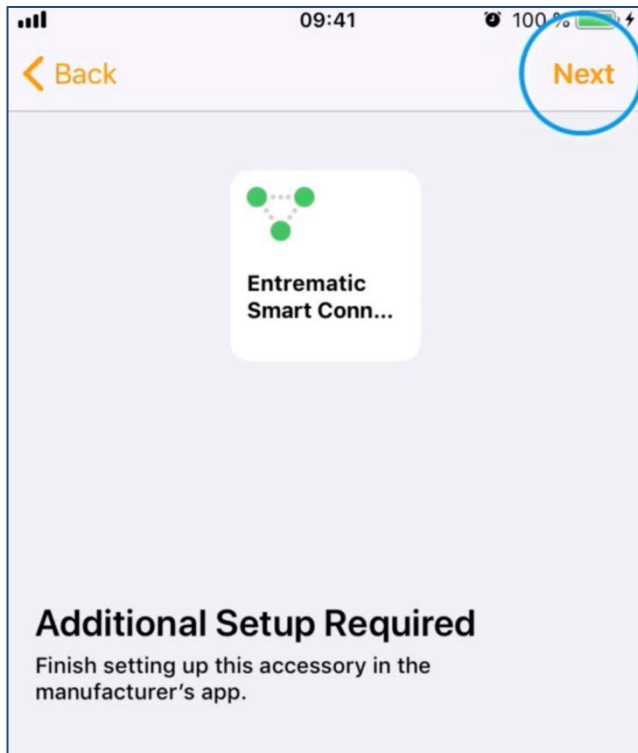 09:41
100 %
Back
Next
Entrematic
Smart Conn...
Additional Setup Required
Finish setting up this accessory in the
manufacturer's app.